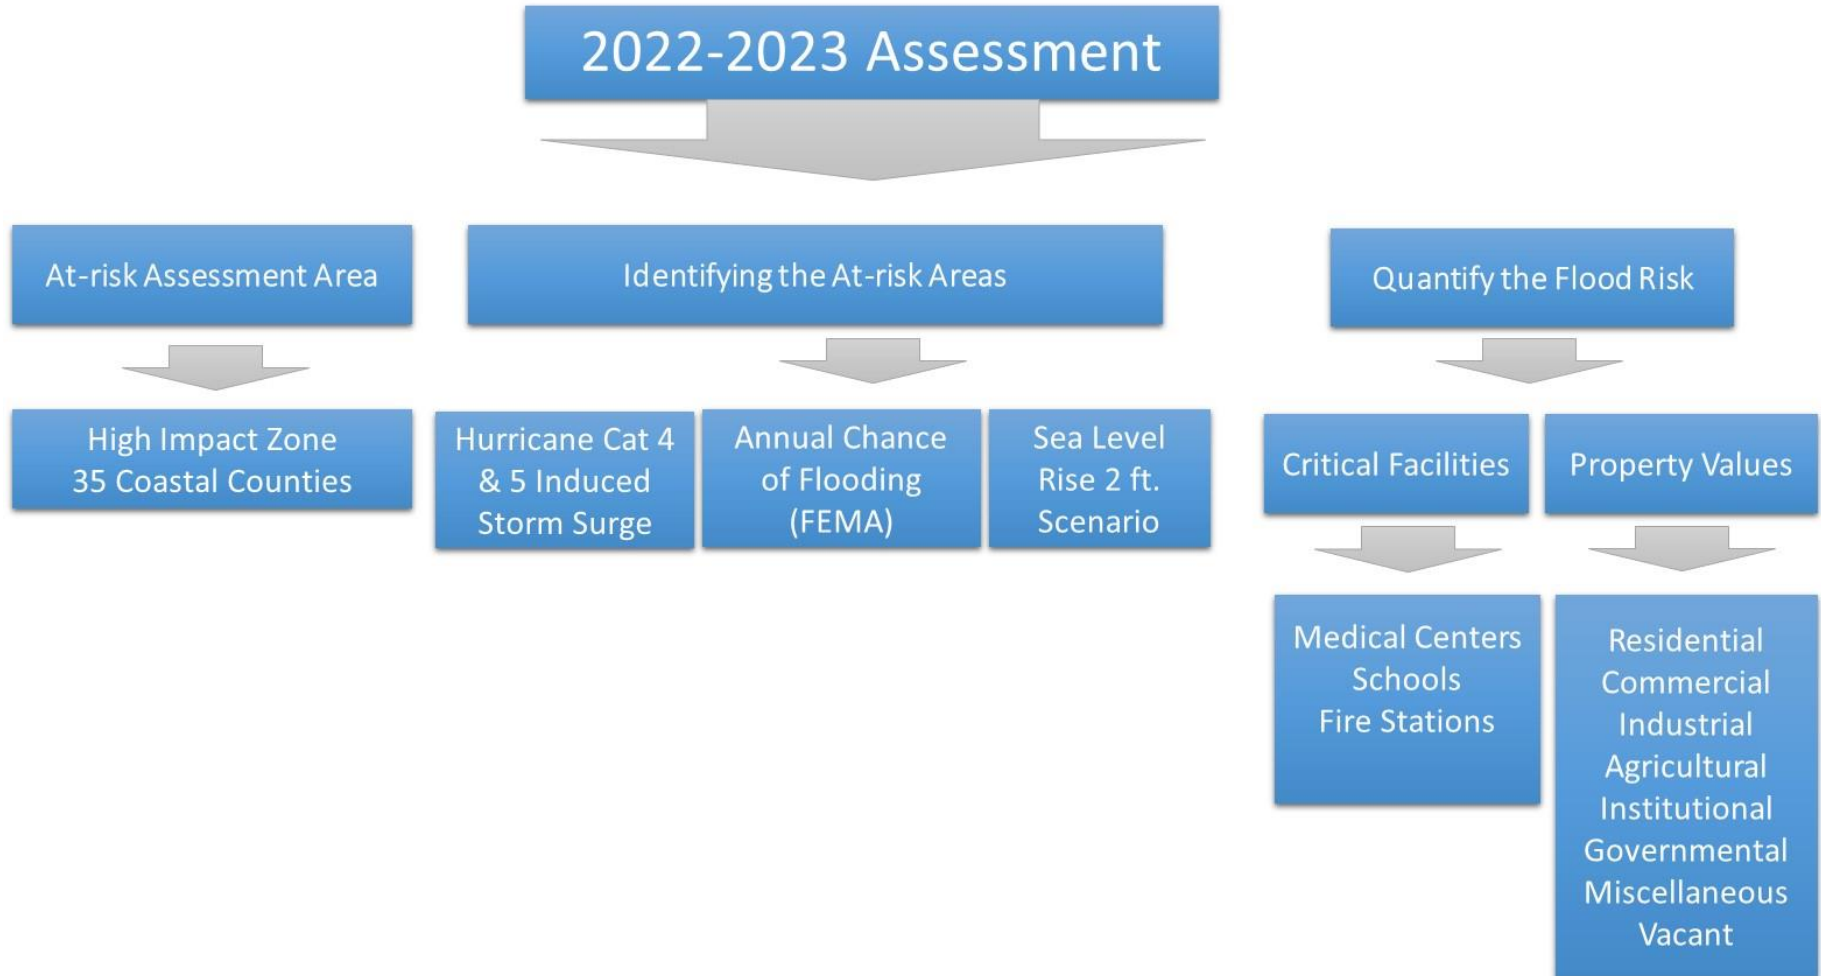 2022-2023 Assessment
At-risk Assessment Area
Identifying the At-risk Areas
Quantify the Flood Risk
High Impact Zone
35 Coastal Counties
Hurricane Cat 4
& 5 Induced
Storm Surge
Annual Chance
of Flooding
(FEMA)
Sea Level
Rise 2 ft.
Scenario
Critical Facilities
Property Values
Medical Centers
Schools
Fire Stations
Residential
Commercial
Industrial
Agricultural
Institutional
Governmental
Miscellaneous
Vacant